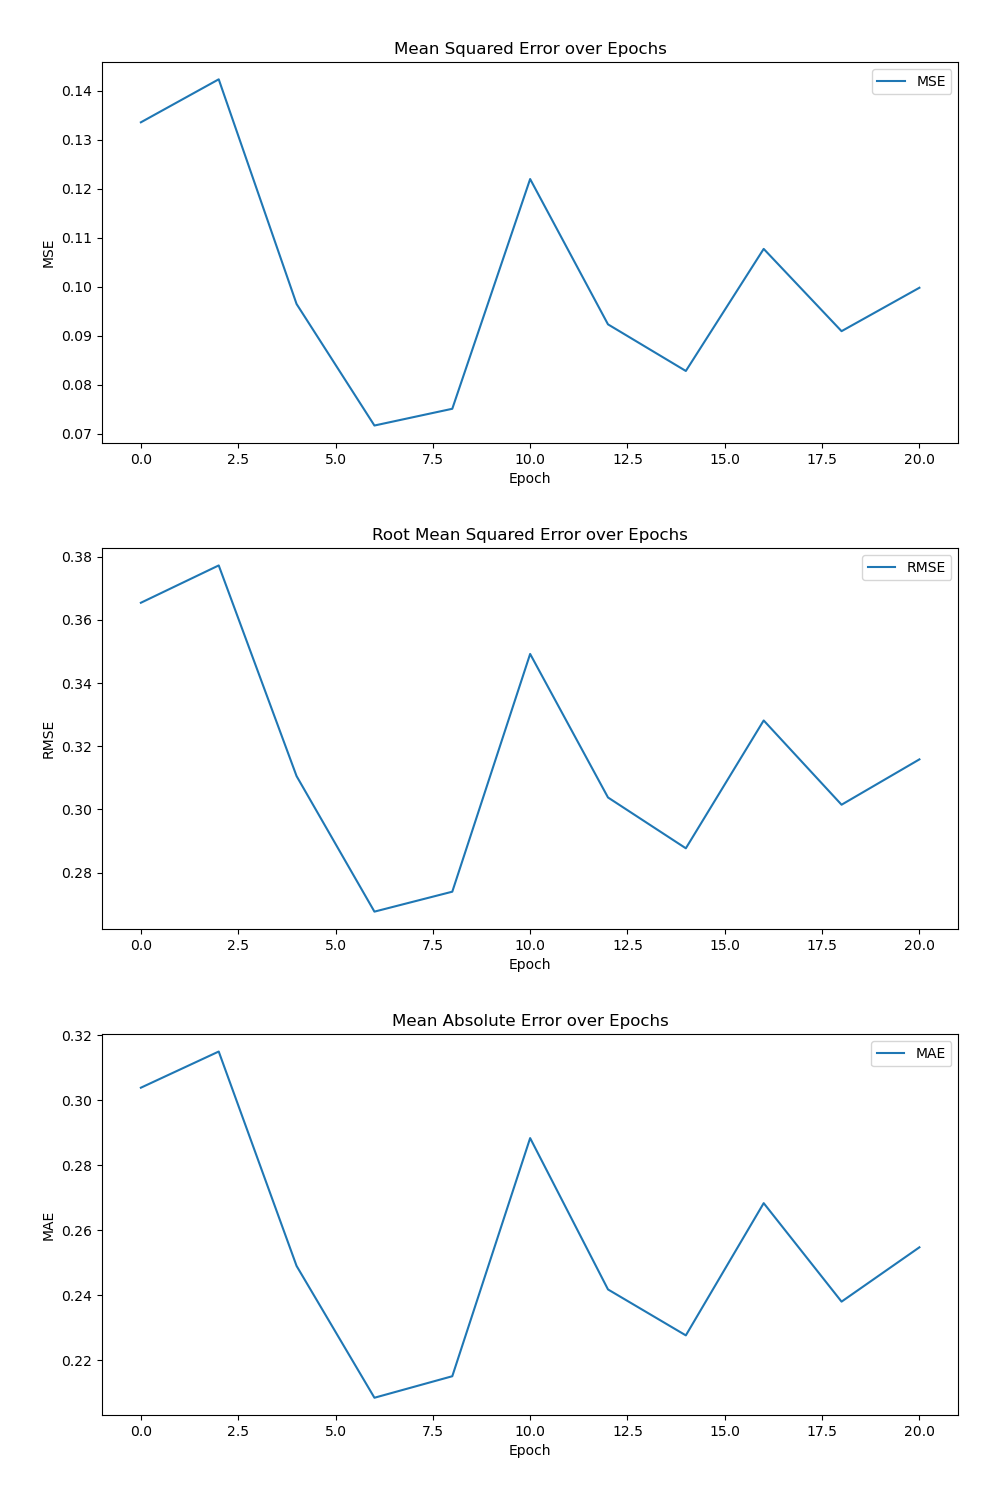 Mean Squared Error over Epochs
MSE
0.14
0.13
0.12
0.11
0.10
0.09
0.08
0.07
MSE
0.0 2.5 5.0 7.5 10.0 12.5 15.0 17.5 20.0
Epoch
Root Mean Squared Error over Epochs
RMSE
0.38
0.36
0.34
0.32
0.30
0.28
RMSE
0.0 2.5 5.0 7.5 10.0 12.5 15.0 17.5 20.0
Epoch
Mean Absolute Error over Epochs
MAE
0.32
0.30
0.28
0.26
0.24
0.22
MAE
0.0 2.5 5.0 7.5 10.0 12.5 15.0 17.5 20.0
Epoch